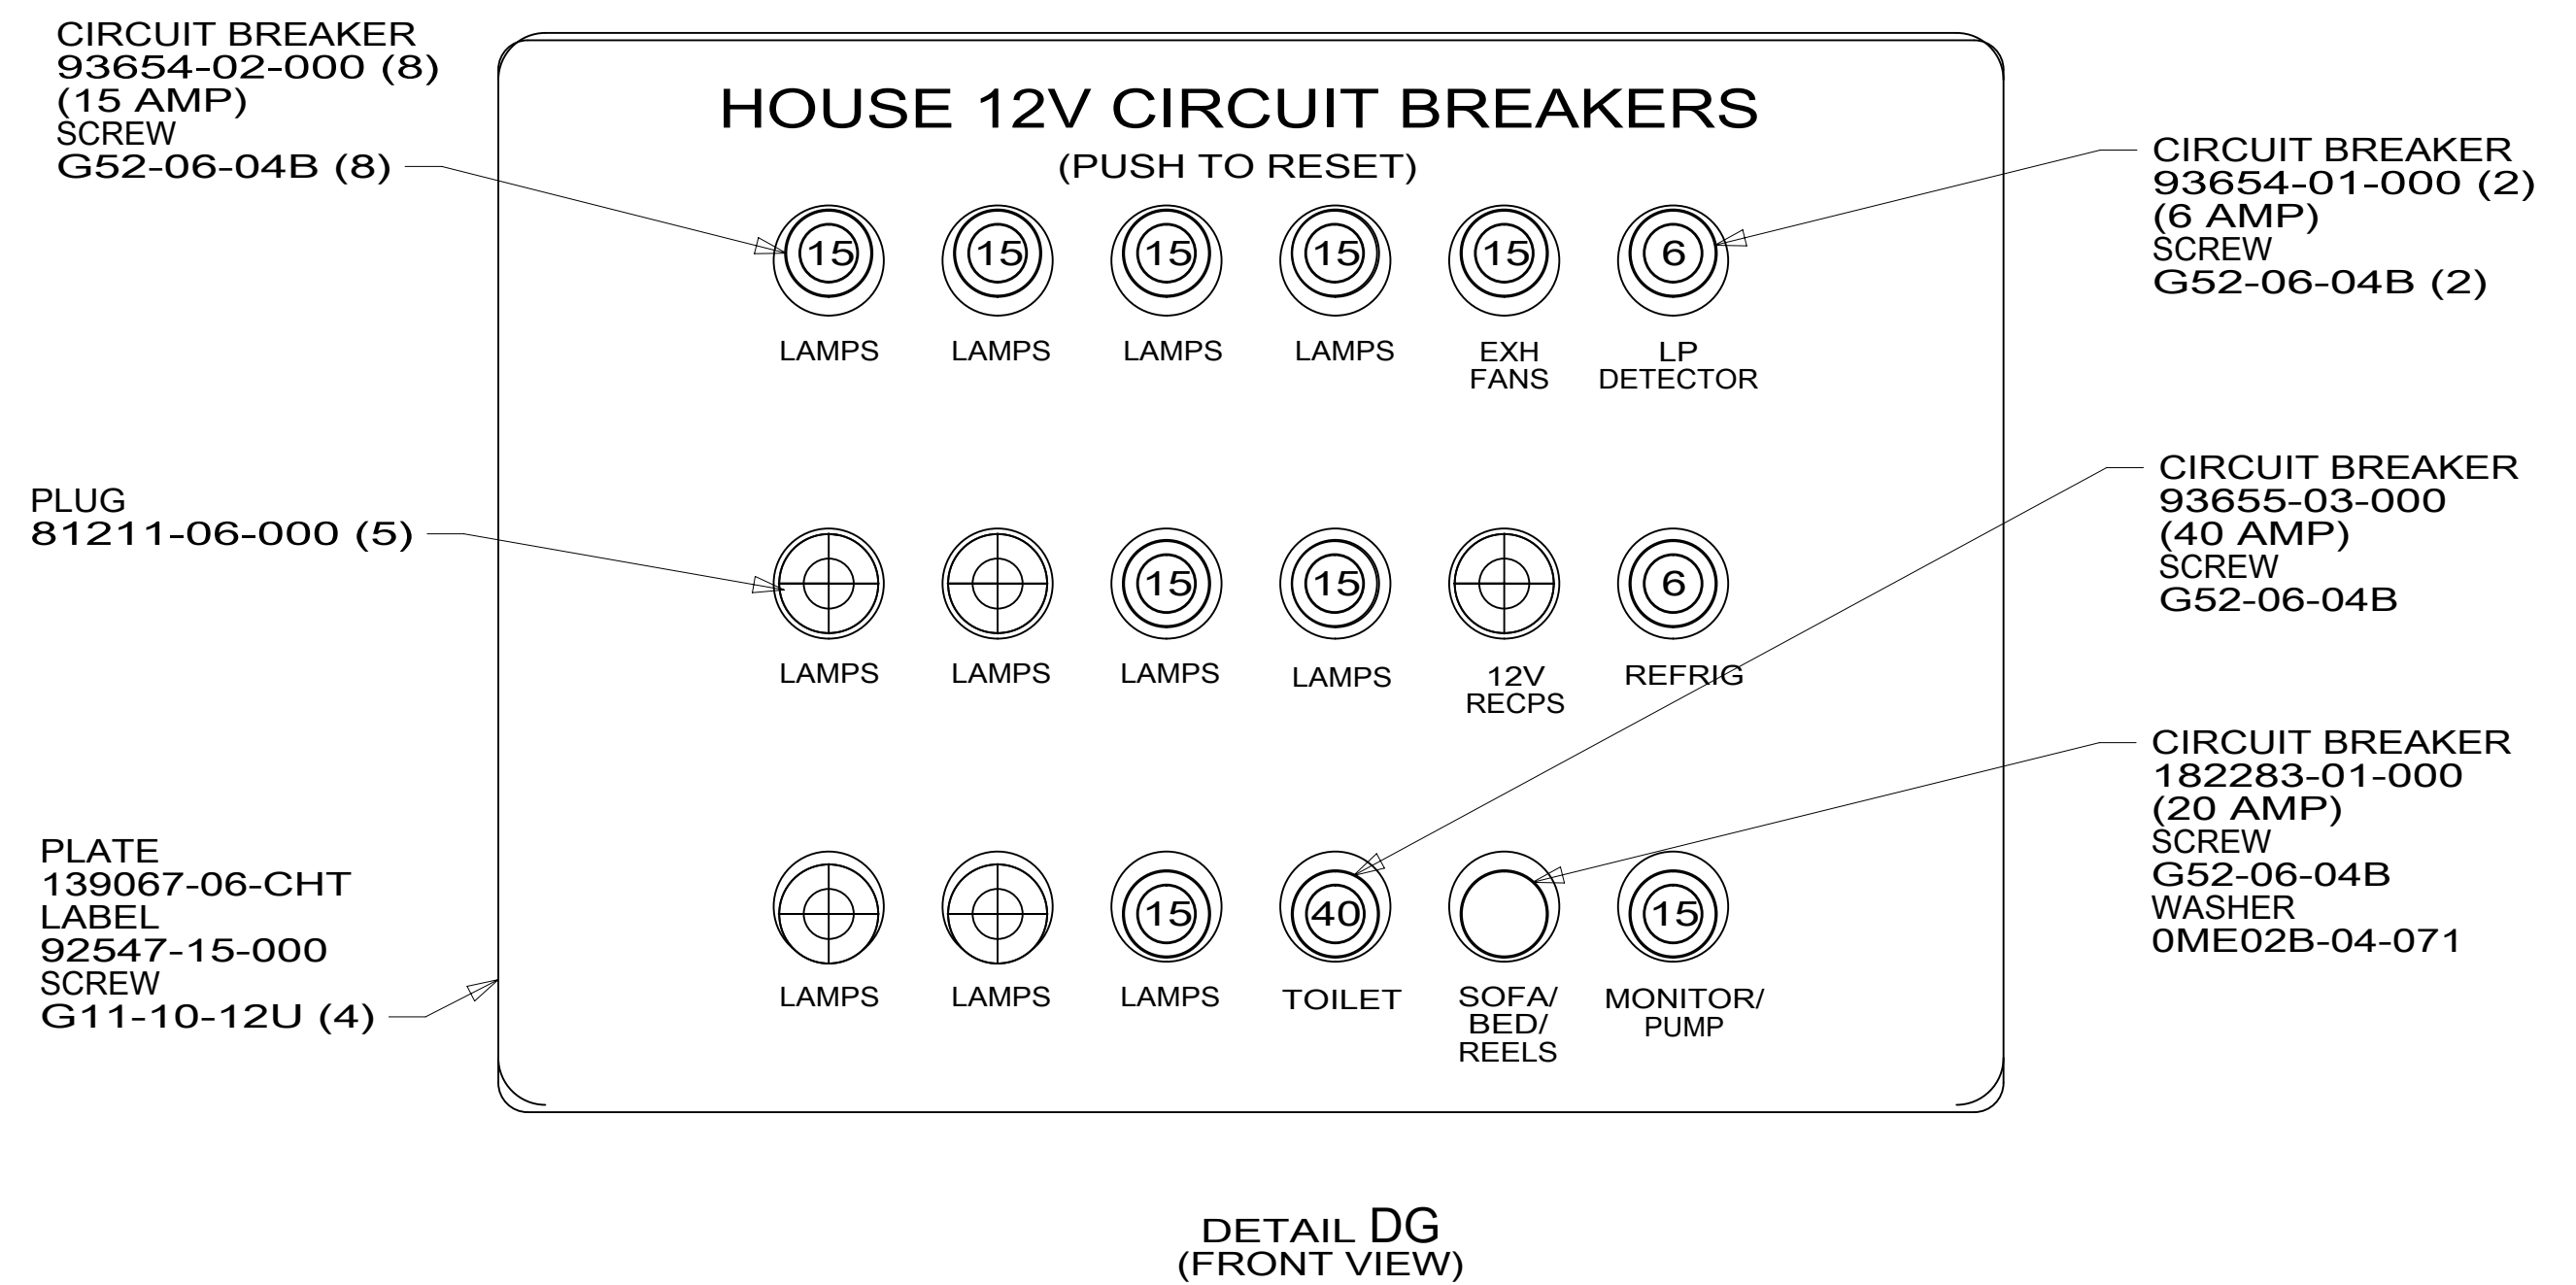 CIRCUIT BREAKER
93654-02-000 (8)
(15 AMP)
SCREW
G52-06-04B (8)
HOUSE 12V CIRCUIT BREAKERS
(PUSH TO RESET)
CIRCUIT BREAKER
93654-01-000 (2)
(6 AMP)
SCREW
G52-06-04B (2)
15 15 15 15 15 6
LAMPS LAMPS LAMPS LAMPS EXH LP
FANS DETECTOR
PLUG
81211-06-000 (5)
CIRCUIT BREAKER
93655-03-000
(40 AMP)
SCREW
G52-06-04B
15 15 6
LAMPS LAMPS LAMPS LAMPS 12V REFRIG
RECPS
PLATE
139067-06-CHT
LABEL
92547-15-000
SCREW
G11-10-12U (4)
CIRCUIT BREAKER
182283-01-000
(20 AMP)
SCREW
G52-06-04B
WASHER
0ME02B-04-071
15 40 15
LAMPS LAMPS LAMPS TOILET SOFA/ MONITOR/
BED/ PUMP
REELS
DETAIL DG
(FRONT VIEW)